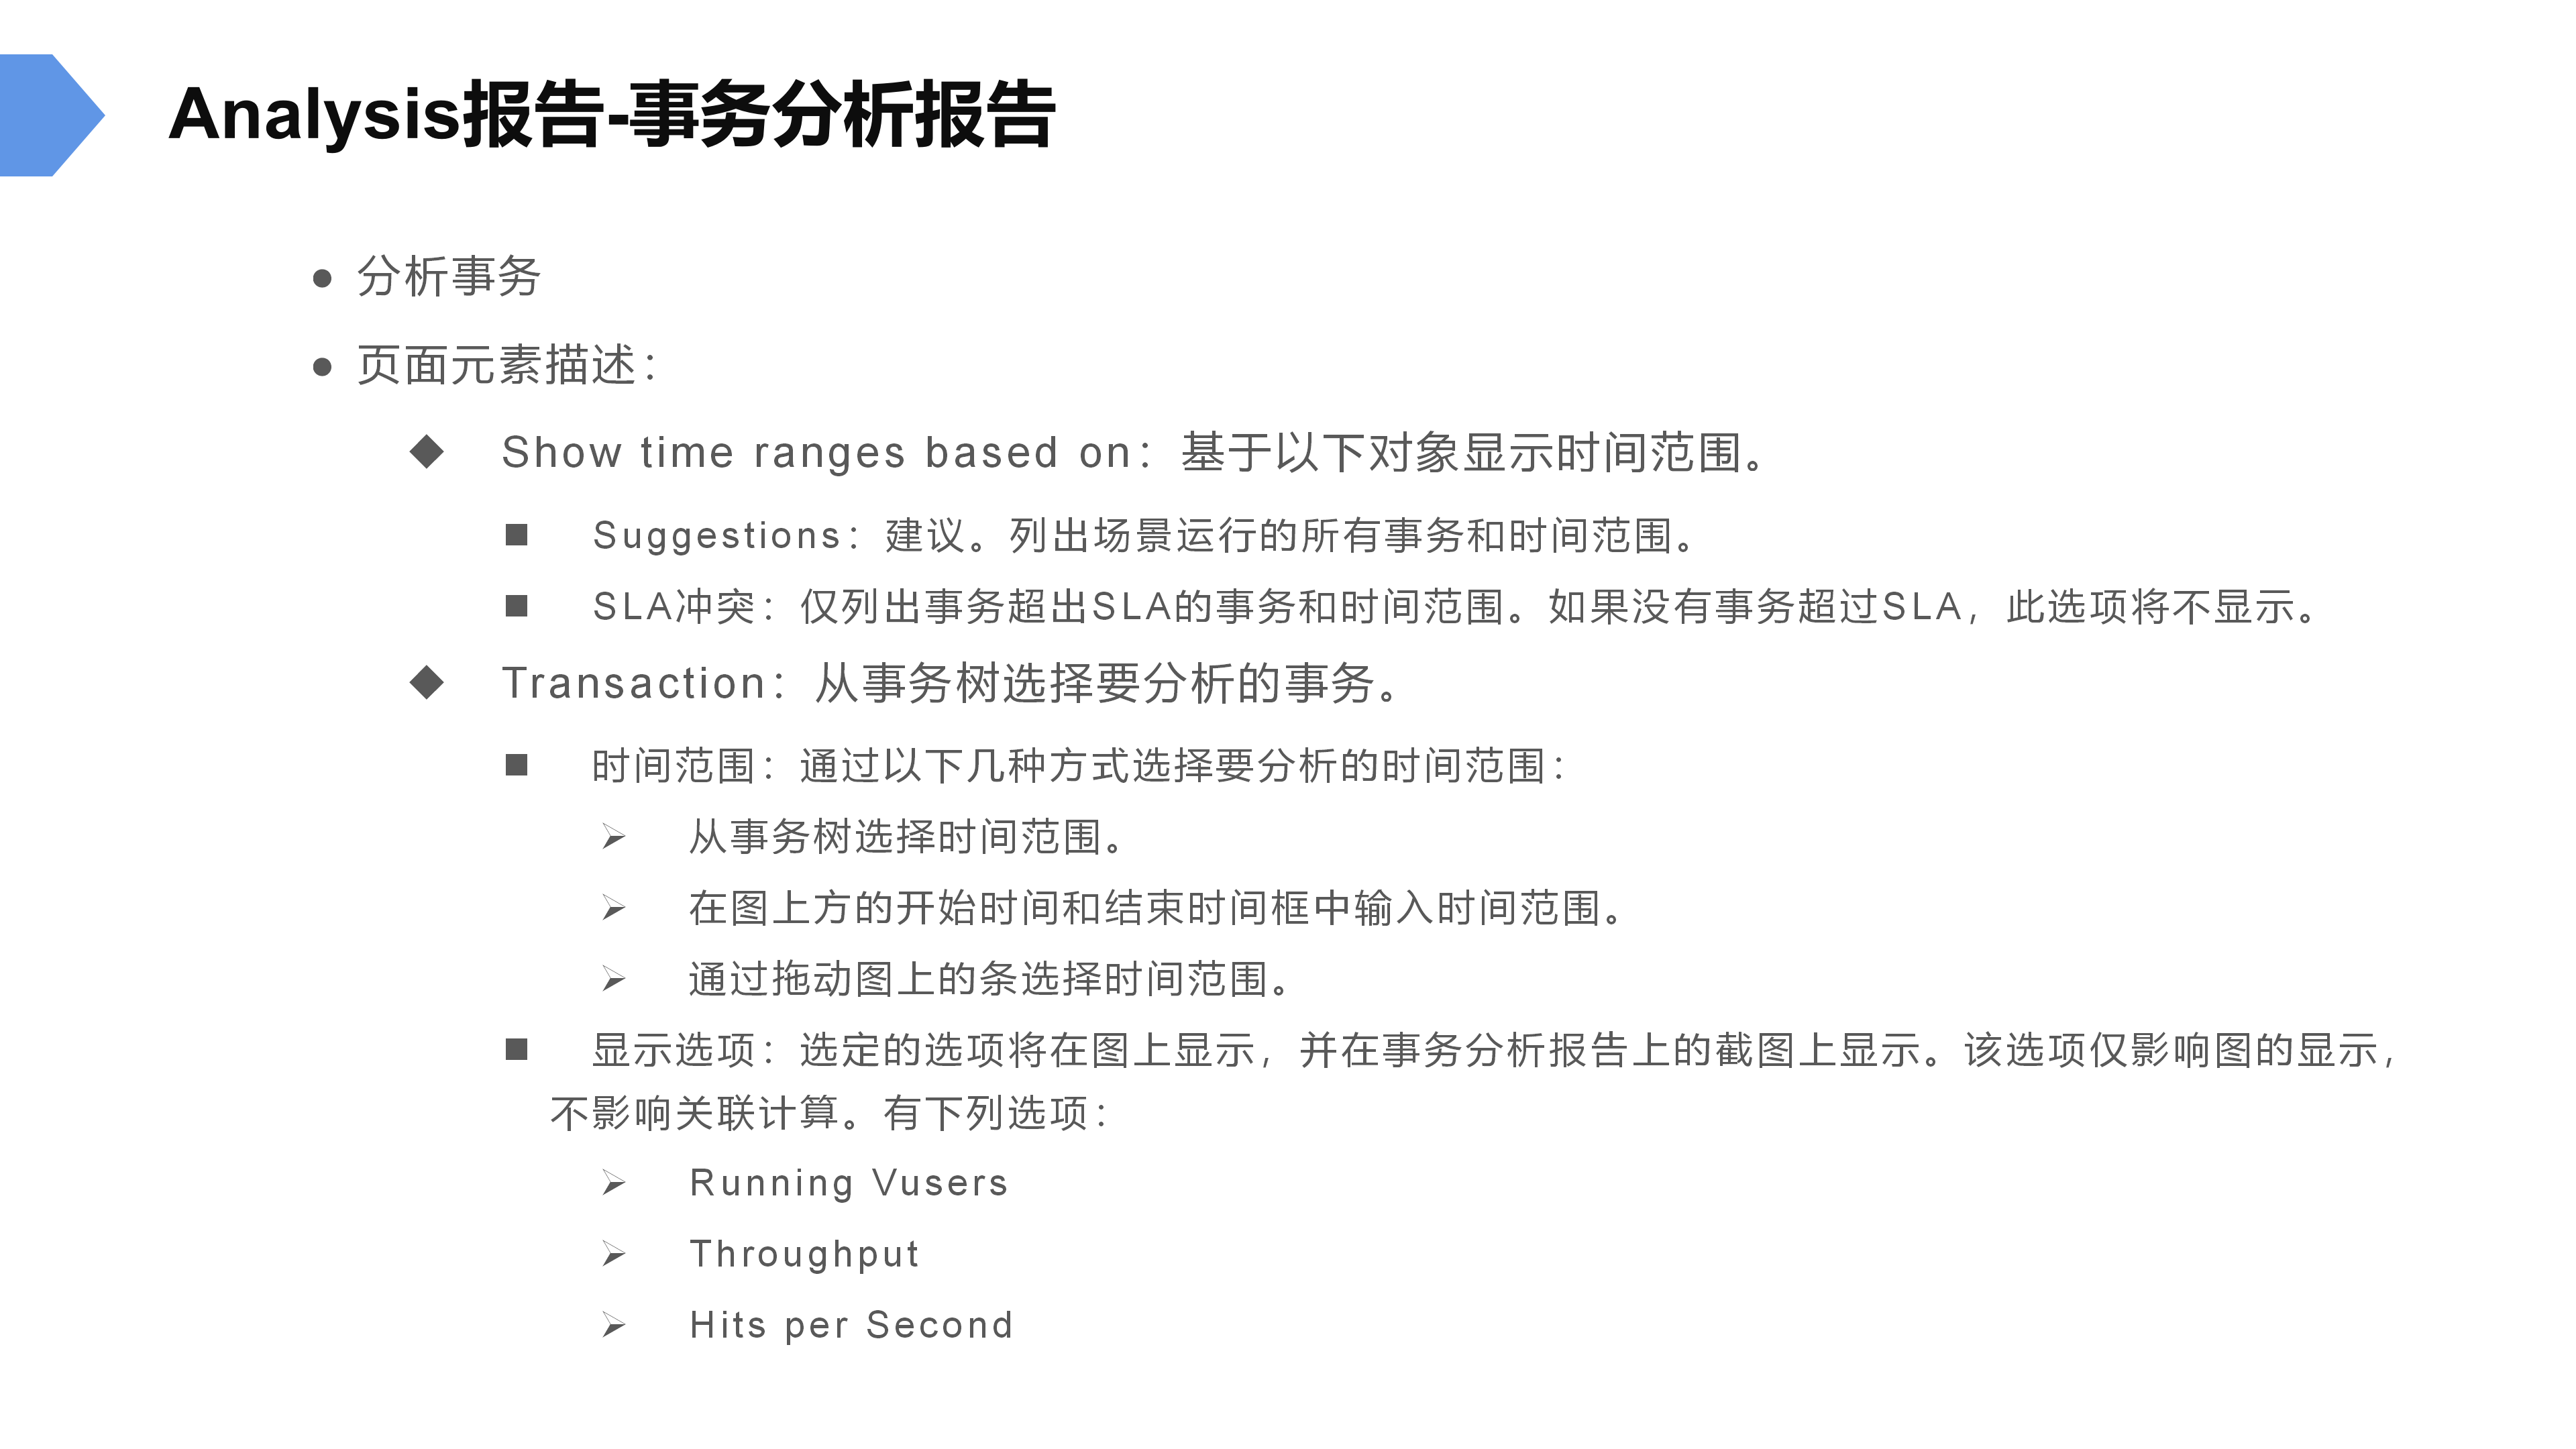 Analysis报告-事务分析报告
● 分析事务
● 页面元素描述：
◆ Show time ranges based on：基于以下对象显示时间范围。
■ Suggestions：建议。列出场景运行的所有事务和时间范围。
■ SLA冲突：仅列出事务超出SLA的事务和时间范围。如果没有事务超过SLA，此选项将不显示。
◆ Transaction：从事务树选择要分析的事务。
■ 时间范围：通过以下几种方式选择要分析的时间范围：
➢ 从事务树选择时间范围。
➢ 在图上方的开始时间和结束时间框中输入时间范围。
➢ 通过拖动图上的条选择时间范围。
■ 显示选项：选定的选项将在图上显示，并在事务分析报告上的截图上显示。该选项仅影响图的显示，
不影响关联计算。有下列选项：
➢ Running Vusers
➢ Throughput
➢ Hits per Second